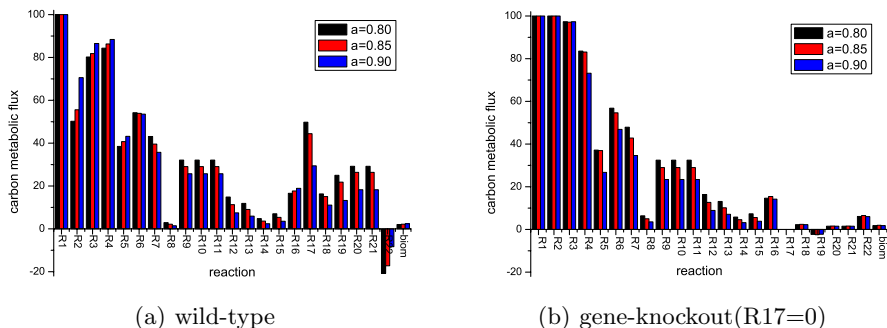 100
80
60
40
20
0
-20
carbon metabolic flux
a=0.80
a=0.85
a=0.90
R1
R2
R3
R4
R5
R6
R7
R8
R9
R10
R11
R12
R13
R14
R15
R16
R17
R18
R19
R20
R21
biom
reaction
(a) wild-type
100
80
60
40
20
0
-20
carbon metabolic flux
a=0.80
a=0.85
a=0.90
R1
R2
R3
R4
R5
R6
R7
R8
R9
R10
R11
R12
R13
R14
R15
R16
R17
R18
R19
R20
R21
R22
biom
reaction
(b) gene-knockout(R17=0)